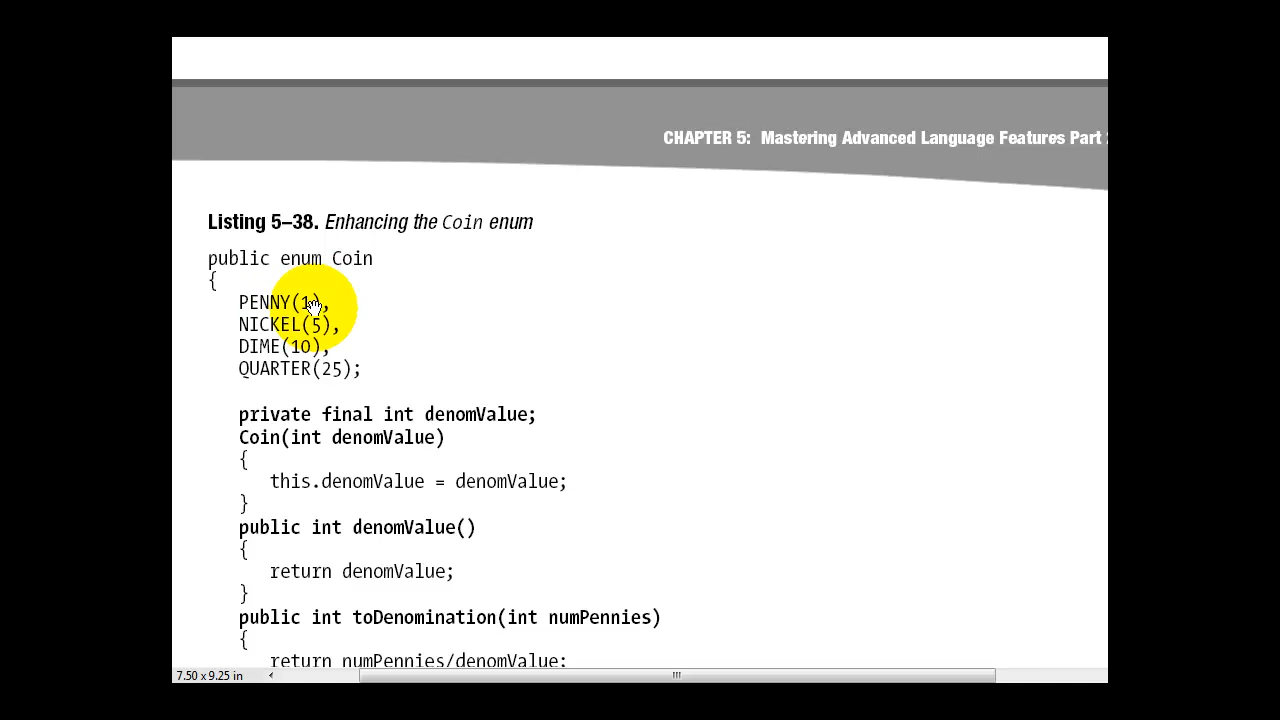 CHAPTER 5: Mastering Advanced Language Features Part
Listing 5–38. Enhancing the Coin enum
public enum Coin
{
PENNY(1),
NICKEL(5),
DIME(10),
QUARTER(25);
private final int denomValue;
Coin(int denomValue)
{
this.denomValue = denomValue;
}
public int denomValue()
{
return denomValue;
}
public int toDenomination(int numPennies)
{
return numPennies/denomValue;
7.50 x 9.25 in